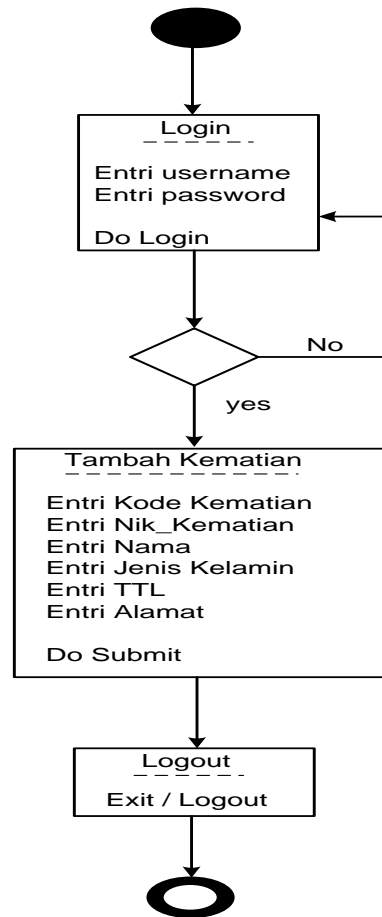 Login
Entri username
Entri password
Do Login
No
yes
Tambah Kematian
Entri Kode Kematian
Entri Nik_Kematian
Entri Nama
Entri Jenis Kelamin
Entri TTL
Entri Alamat
Do Submit
Logout
Exit / Logout